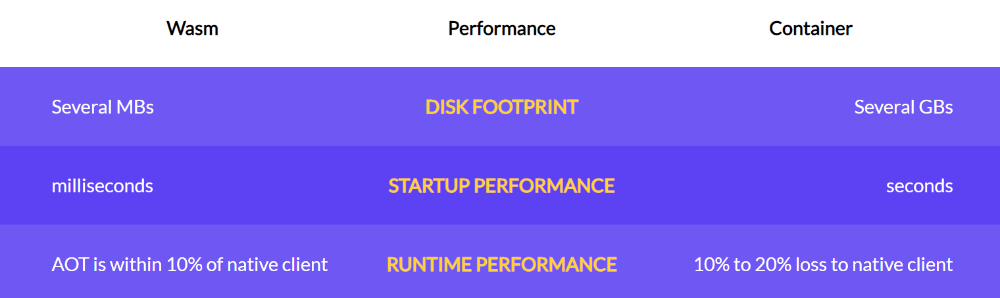 Wasm Performance Container
Several MBs DISK FOOTPRINT Several GBs
milliseconds STARTUP PERFORMANCE seconds
AOT is within 10% of native client RUNTIME PERFORMANCE 10% to 20% loss to native client